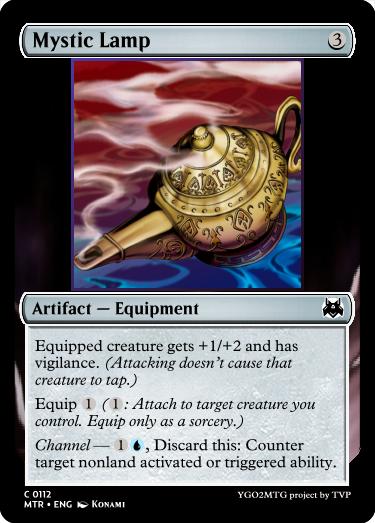 Mystic Lamp 3
Artifact — Equipment
Equipped creature gets +1/+2 and has
vigilance. (Attacking doesn't cause that
creature to tap.)
Equip 1 (1: Attach to target creature you
control. Equip only as a sorcery.)
Channel — 1, Discard this: Counter
target nonland activated or triggered ability.
C 0112
MTR • ENG KONAMI
YGO2MTG project by TVP